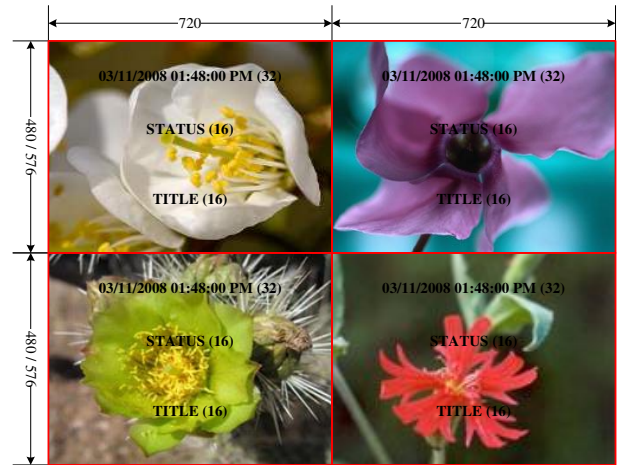 720
720
480 / 576
03/11/2008 01:48:00 PM (32)
03/11/2008 01:48:00 PM (32)
STATUS (16)
STATUS (16)
TITLE (16)
TITLE (16)
480 / 576
03/11/2008 01:48:00 PM (32)
03/11/2008 01:48:00 PM (32)
STATUS (16)
STATUS (16)
TITLE (16)
TITLE (16)